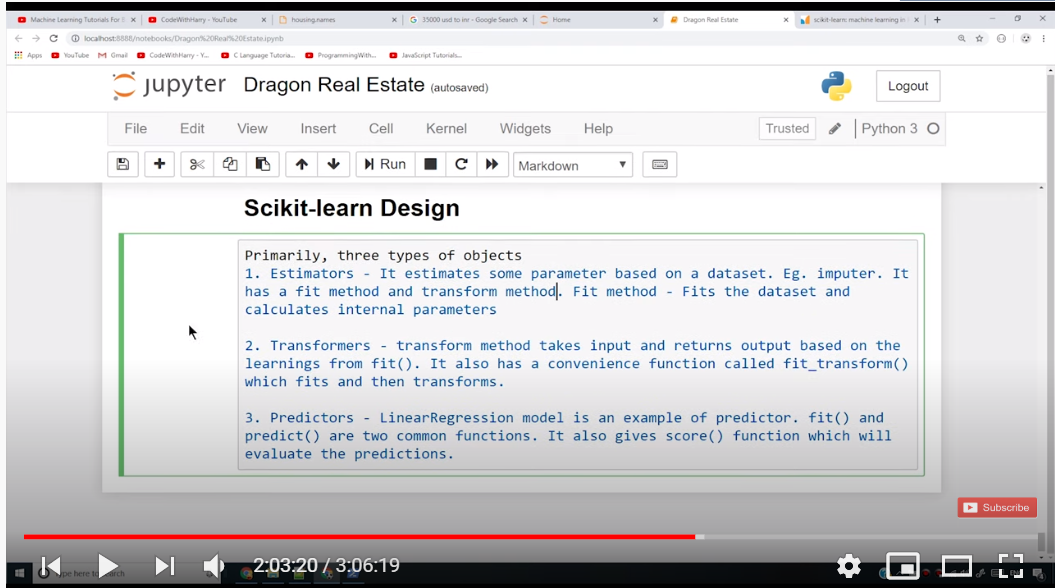 Machine Learning Tutorials For B
CodeWithHarry - YouTube
housing.names
35000 usd to inr - Google Search
Home
Dragon Real Estate
scikit-learn: machine learning in
localhost:8888/notebooks/Dragon%20Real%20Estate.ipynb
Apps YouTube Gmail CodeWithHarry - Y... C Language Tutoria... ProgrammingWith... JavaScript Tutorials...
jupyter Dragon Real Estate (autosaved)
Logout
File Edit View Insert Cell Kernel Widgets Help Trusted Python 3
Run Markdown
Scikit-learn Design
Primarily, three types of objects
1. Estimators - It estimates some parameter based on a dataset. Eg. imputer. It
has a fit method and transform method. Fit method - Fits the dataset and
calculates internal parameters
2. Transformers - transform method takes input and returns output based on the
learnings from fit(). It also has a convenience function called fit_transform()
which fits and then transforms.
3. Predictors - LinearRegression model is an example of predictor. fit() and
predict() are two common functions. It also gives score() function which will
evaluate the predictions.
Subscribe
2:03:20 / 3:06:19